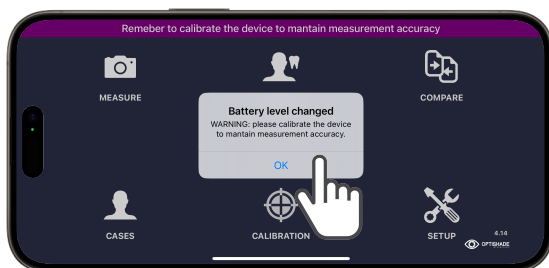 Remeber to calibrate the device to mantain measurement accuracy
MEASURE
COMPARE
Battery level changed
WARNING: please calibrate the device
to mantain measurement accuracy.
OK
CASES
CALIBRATION
SETUP
4.14
OPTISHADE